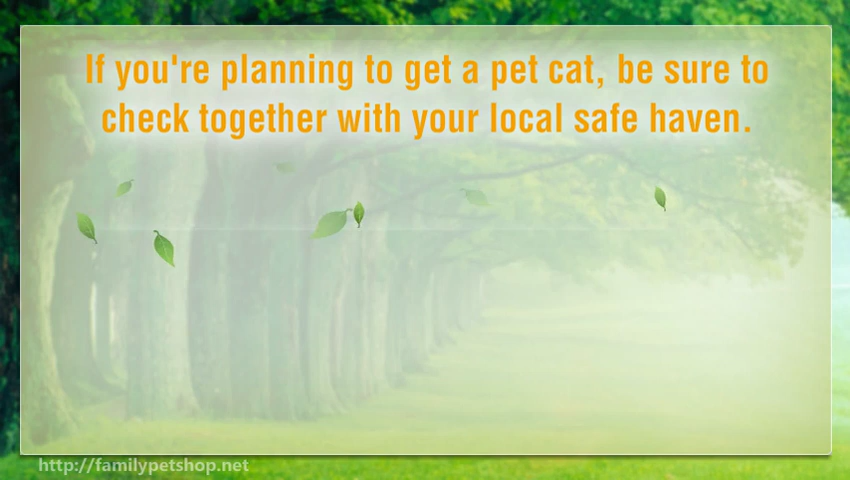 If you're planning to get a pet cat, be sure to
check together with your local safe haven.
http://familypetshop.net